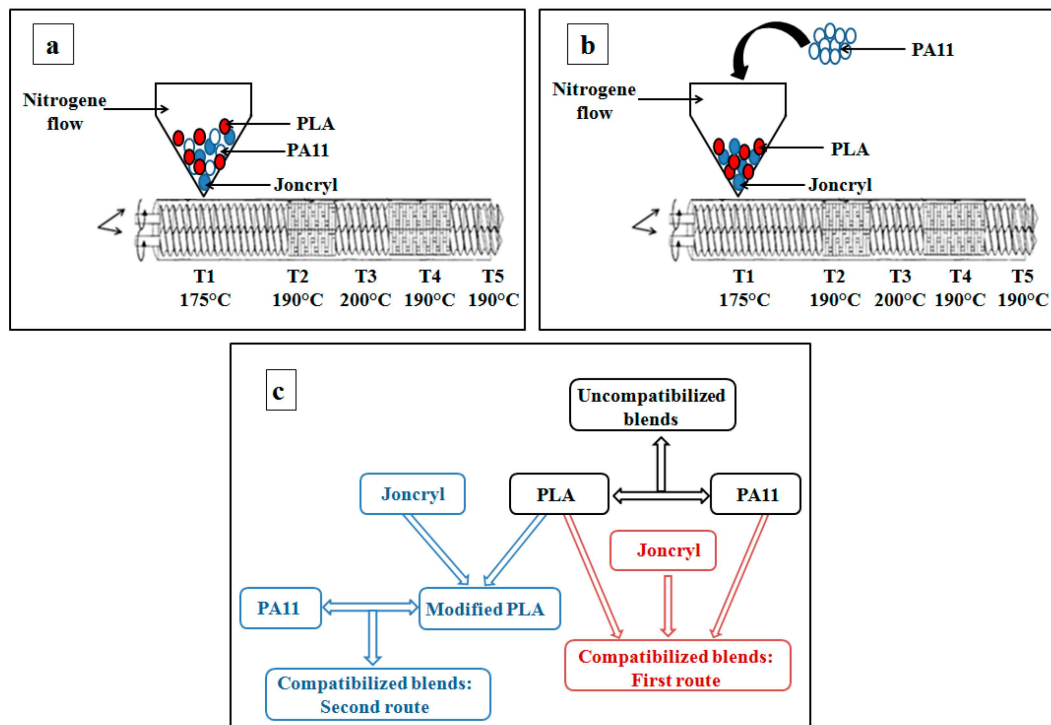 a
Nitrogene
flow
PLA
PA11
Joncryl
T1 T2 T3 T4 T5
175°C 190°C 200°C 190°C 190°C
b
PA11
Nitrogene
flow
PLA
Joncryl
T1 T2 T3 T4 T5
175°C 190°C 200°C 190°C 190°C
c
Uncompatibilized
blends
Joncryl
PLA
PA11
Joncryl
PA11
Modified PLA
Compatibilized blends:
Second route
Compatibilized blends:
First route